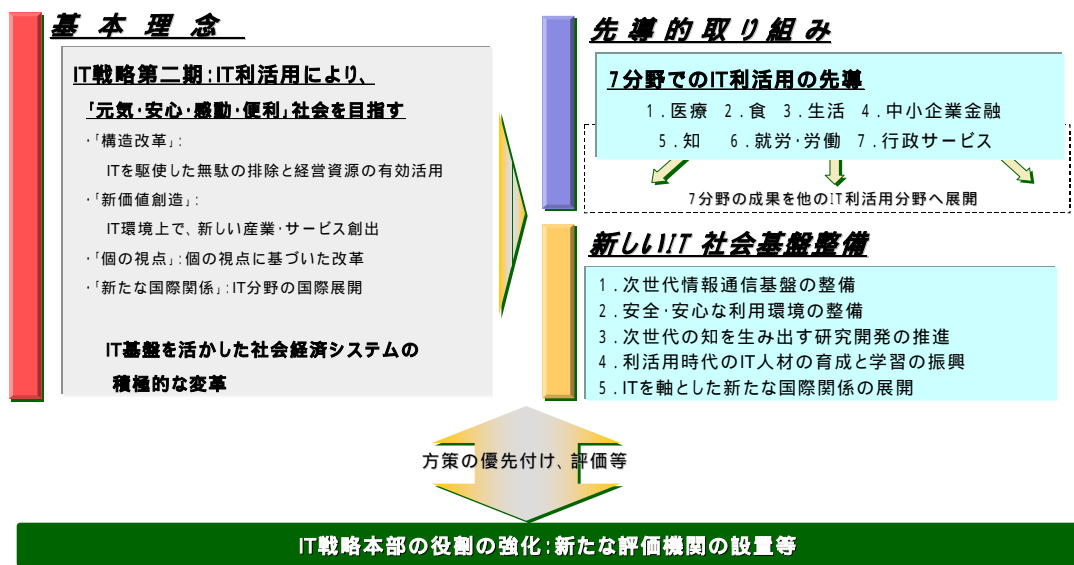 基本理念
IT戦略第二期:IT利活用により、
「元気・安心・感動・便利」社会を目指す
・「構造改革」:
ITを駆使した無駄の排除と経営資源の有効活用
・「新価値創造」:
IT環境上で、新しい産業・サービス創出
・「個の視点」:個の視点に基づいた改革
・「新たな国際関係」:IT分野の国際展開
IT基盤を活かした社会経済システムの
積極的な変革
先導的取り組み
7分野でのIT利活用の先導
1.医療 2.食 3.生活 4.中小企業金融
5.知 6.就労・労働 7.行政サービス
7分野の成果を他のIT利活用分野へ展開
新しいIT社会基盤整備
1.次世代情報通信基盤の整備
2.安全・安心な利用環境の整備
3.次世代の知を生み出す研究開発の推進
4.利活用時代のIT人材の育成と学習の振興
5.ITを軸とした新たな国際関係の展開
方策の優先付け、評価等
IT戦略本部の役割の強化:新たな評価機関の設置等